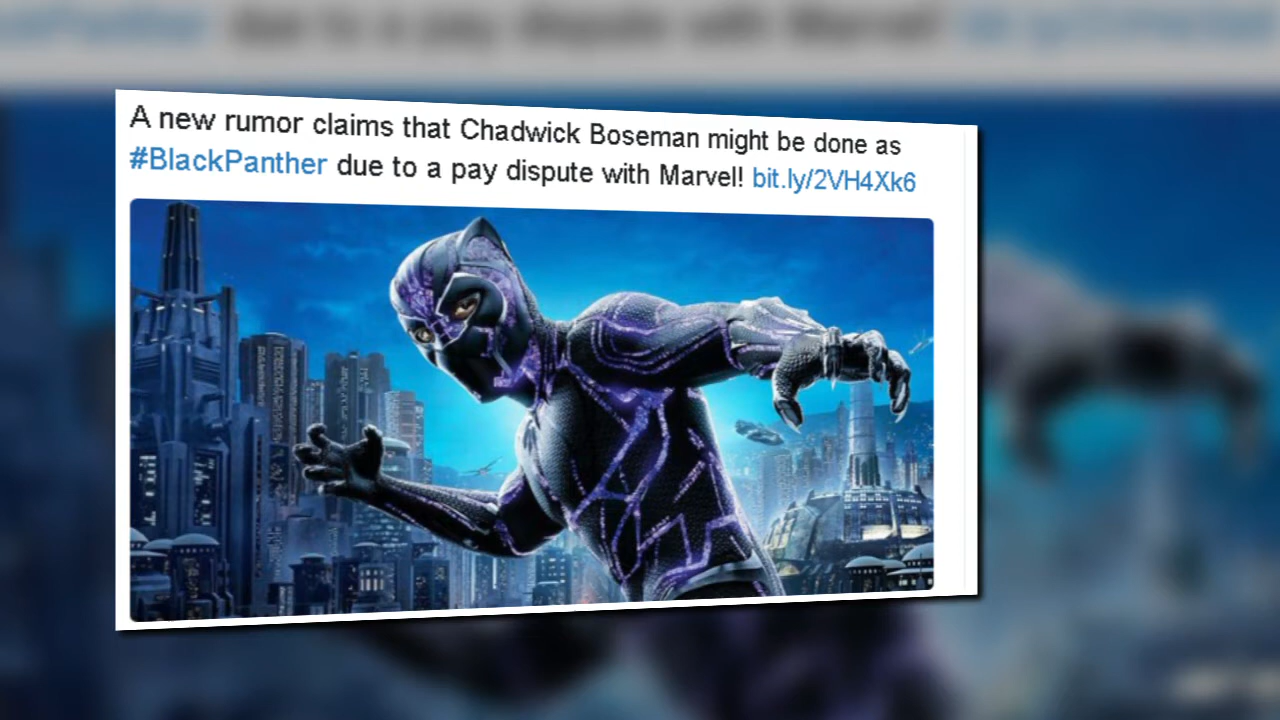 A new rumor claims that Chadwick Boseman might be done as
#BlackPanther due to a pay dispute with Marvel! bit.ly/2VH4Xk6